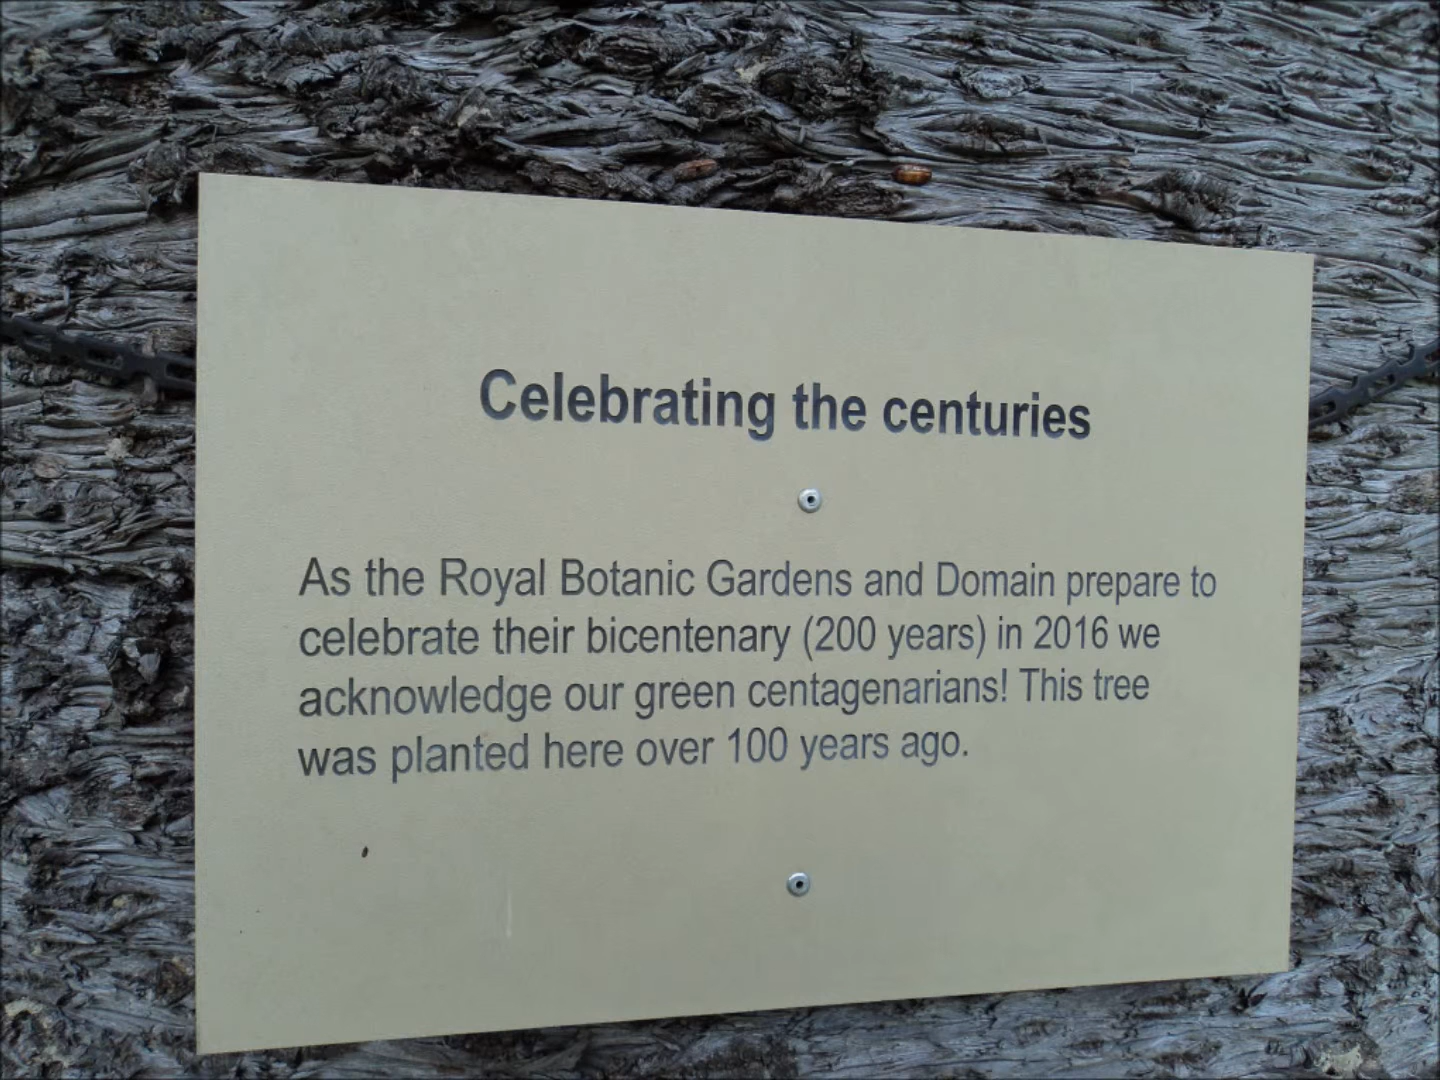 Celebrating the centuries
As the Royal Botanic Gardens and Domain prepare to
celebrate their bicentenary (200 years) in 2016 we
acknowledge our green centagenarians! This tree
was planted here over 100 years ago.